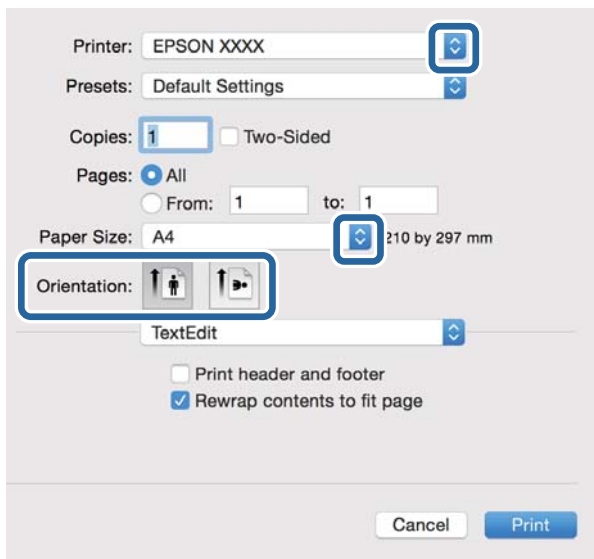 Printer: EPSON XXXX
Presets: Default Settings
Copies: 1 Two-Sided
Pages: All
From: 1 to: 1
Paper Size: A4 210 by 297 mm
Orientation:
TextEdit
Print header and footer
Rewrap contents to fit page
Cancel Print